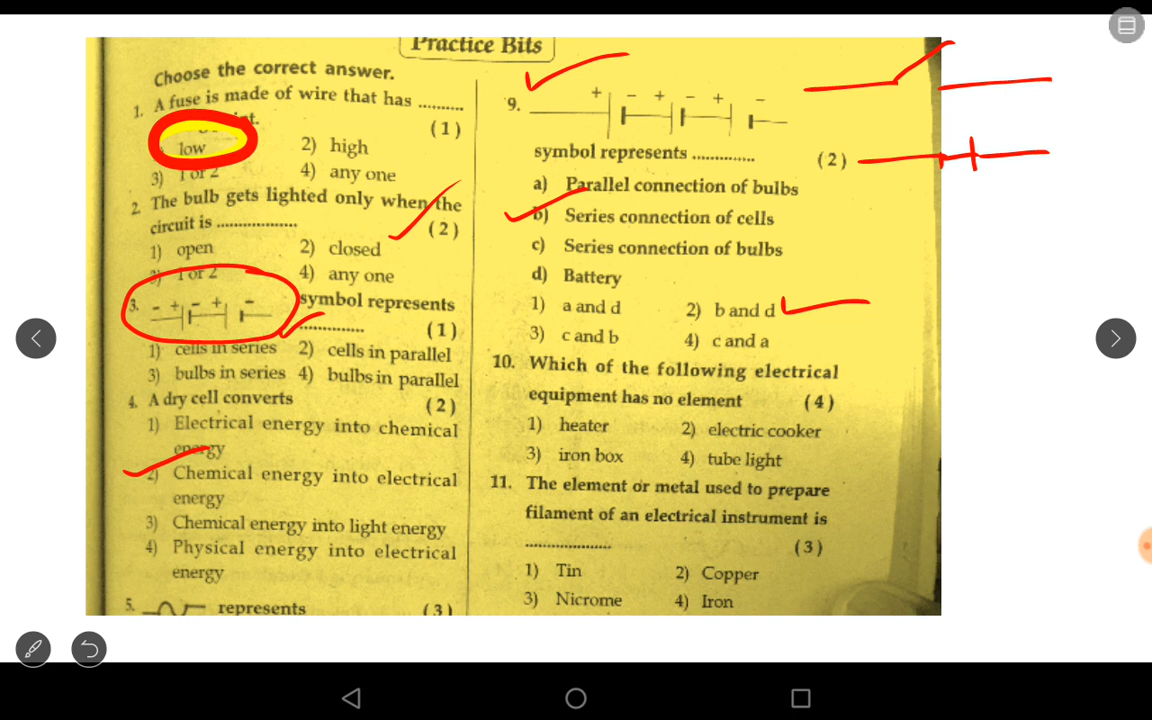 Practice Bits
Choose the correct answer.
1. A fuse is made of wire that has ..........
(1)
low 2) high
3) 1 or 2 4) any one
2. The bulb gets lighted only when the
circuit is .................. (2)
1) open 2) closed
3) 1 or 2 4) any one
3. - + - + - symbol represents
.............. (1)
1) cells in series 2) cells in parallel
3) bulbs in series 4) bulbs in parallel
4. A dry cell converts (2)
1) Electrical energy into chemical
energy
2) Chemical energy into electrical
energy
3) Chemical energy into light energy
4) Physical energy into electrical
energy
5. represents (3)
9. + - + - + -
symbol represents .............. (2)
a) Parallel connection of bulbs
b) Series connection of cells
c) Series connection of bulbs
d) Battery
1) a and d 2) b and d
3) c and b 4) c and a
10. Which of the following electrical
equipment has no element (4)
1) heater 2) electric cooker
3) iron box 4) tube light
11. The element or metal used to prepare
filament of an electrical instrument is
.................... (3)
1) Tin 2) Copper
3) Nicrome 4) Iron